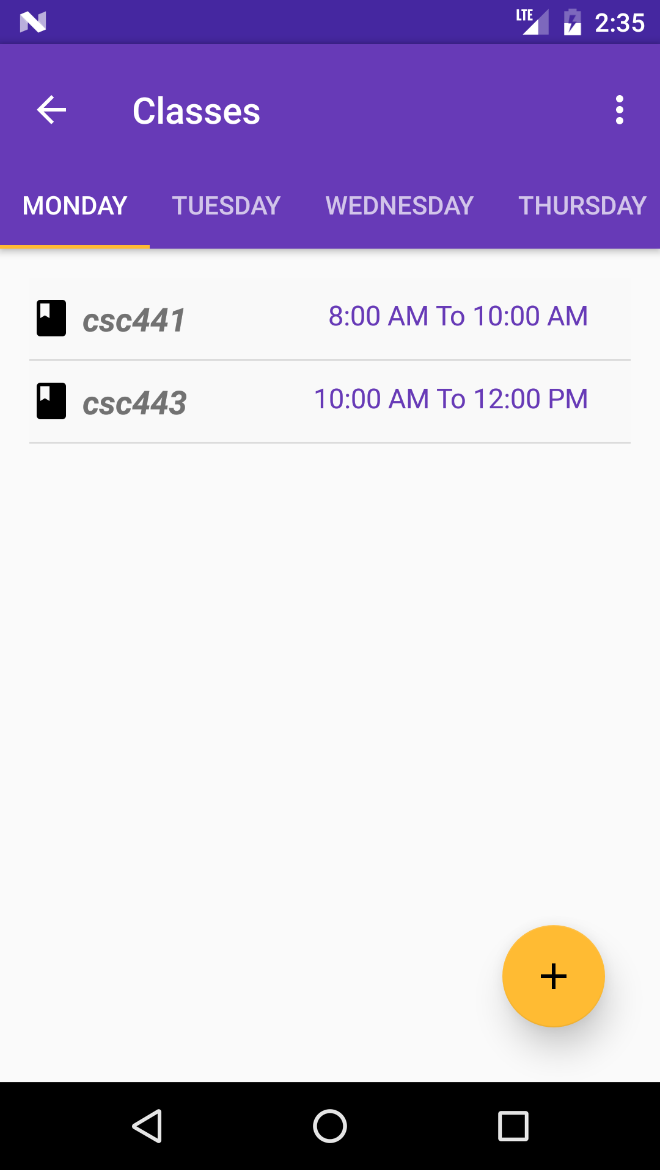 LTE 2:35
Classes
MONDAY TUESDAY WEDNESDAY THURSDAY
csc441 8:00 AM To 10:00 AM
csc443 10:00 AM To 12:00 PM